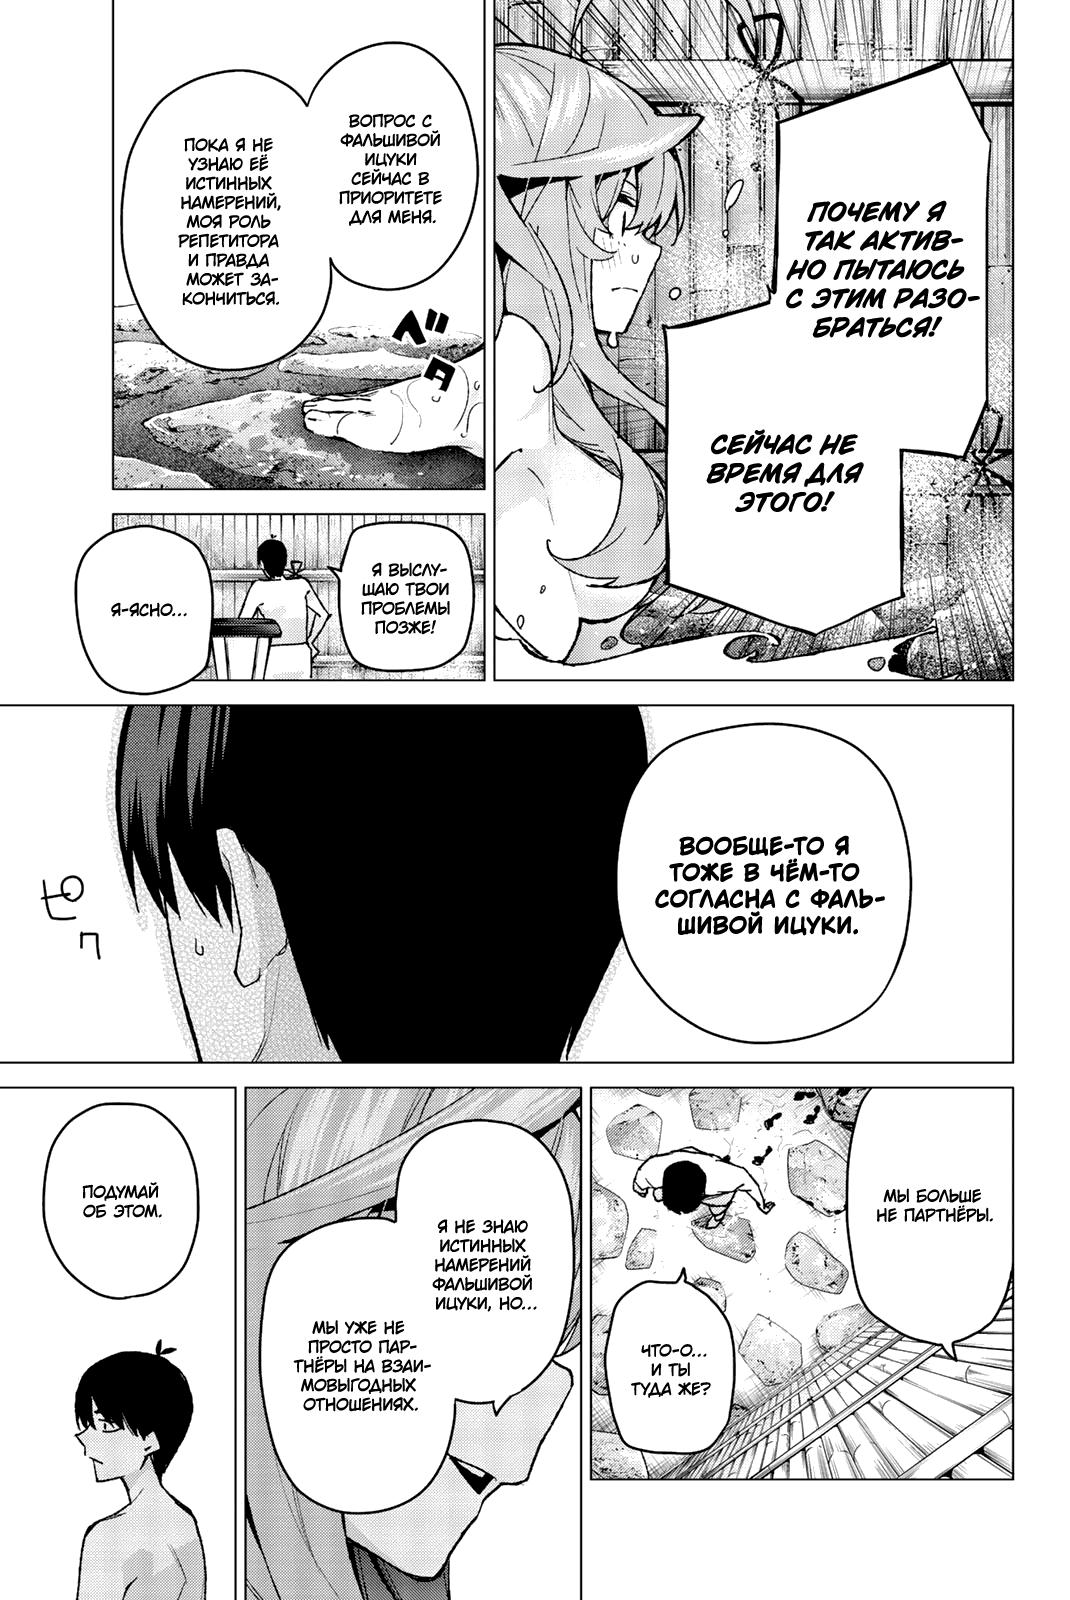 ПОЧЕМУ Я
ТАК АКТИВ-
НО ПЫТАЮСЬ
С ЭТИМ РАЗО-
БРАТЬСЯ!
СЕЙЧАС НЕ
ВРЕМЯ ДЛЯ
ЭТОГО!
ВОПРОС С
ФАЛЬШИВОЙ
ИЦУКИ
СЕЙЧАС В
ПРИОРИТЕТЕ
ДЛЯ МЕНЯ.
ПОКА Я НЕ
УЗНАЮ ЕЁ
ИСТИННЫХ
НАМЕРЕНИЙ,
МОЯ РОЛЬ
РЕПЕТИТОРА
И ПРАВДА
МОЖЕТ ЗА-
КОНЧИТЬСЯ.
ベタ
Я ВЫСЛУ-
ШАЮ ТВОИ
ПРОБЛЕМЫ
ПОЗЖЕ!
Я-ЯСНО...
ВООБЩЕ-ТО Я
ТОЖЕ В ЧЁМ-ТО
СОГЛАСНА С ФАЛЬ-
ШИВОЙ ИЦУКИ.
ピク
МЫ БОЛЬШЕ
НЕ ПАРТНЁРЫ.
ЧТО-О...
И ТЫ
ТУДА ЖЕ?
Я НЕ ЗНАЮ
ИСТИННЫХ
НАМЕРЕНИЙ
ФАЛЬШИВОЙ
ИЦУКИ, НО...
МЫ УЖЕ НЕ
ПРОСТО ПАР-
ТНЁРЫ НА ВЗАИ-
МОВЫГОДНЫХ
ОТНОШЕНИЯХ.
ПОДУМАЙ
ОБ ЭТОМ.